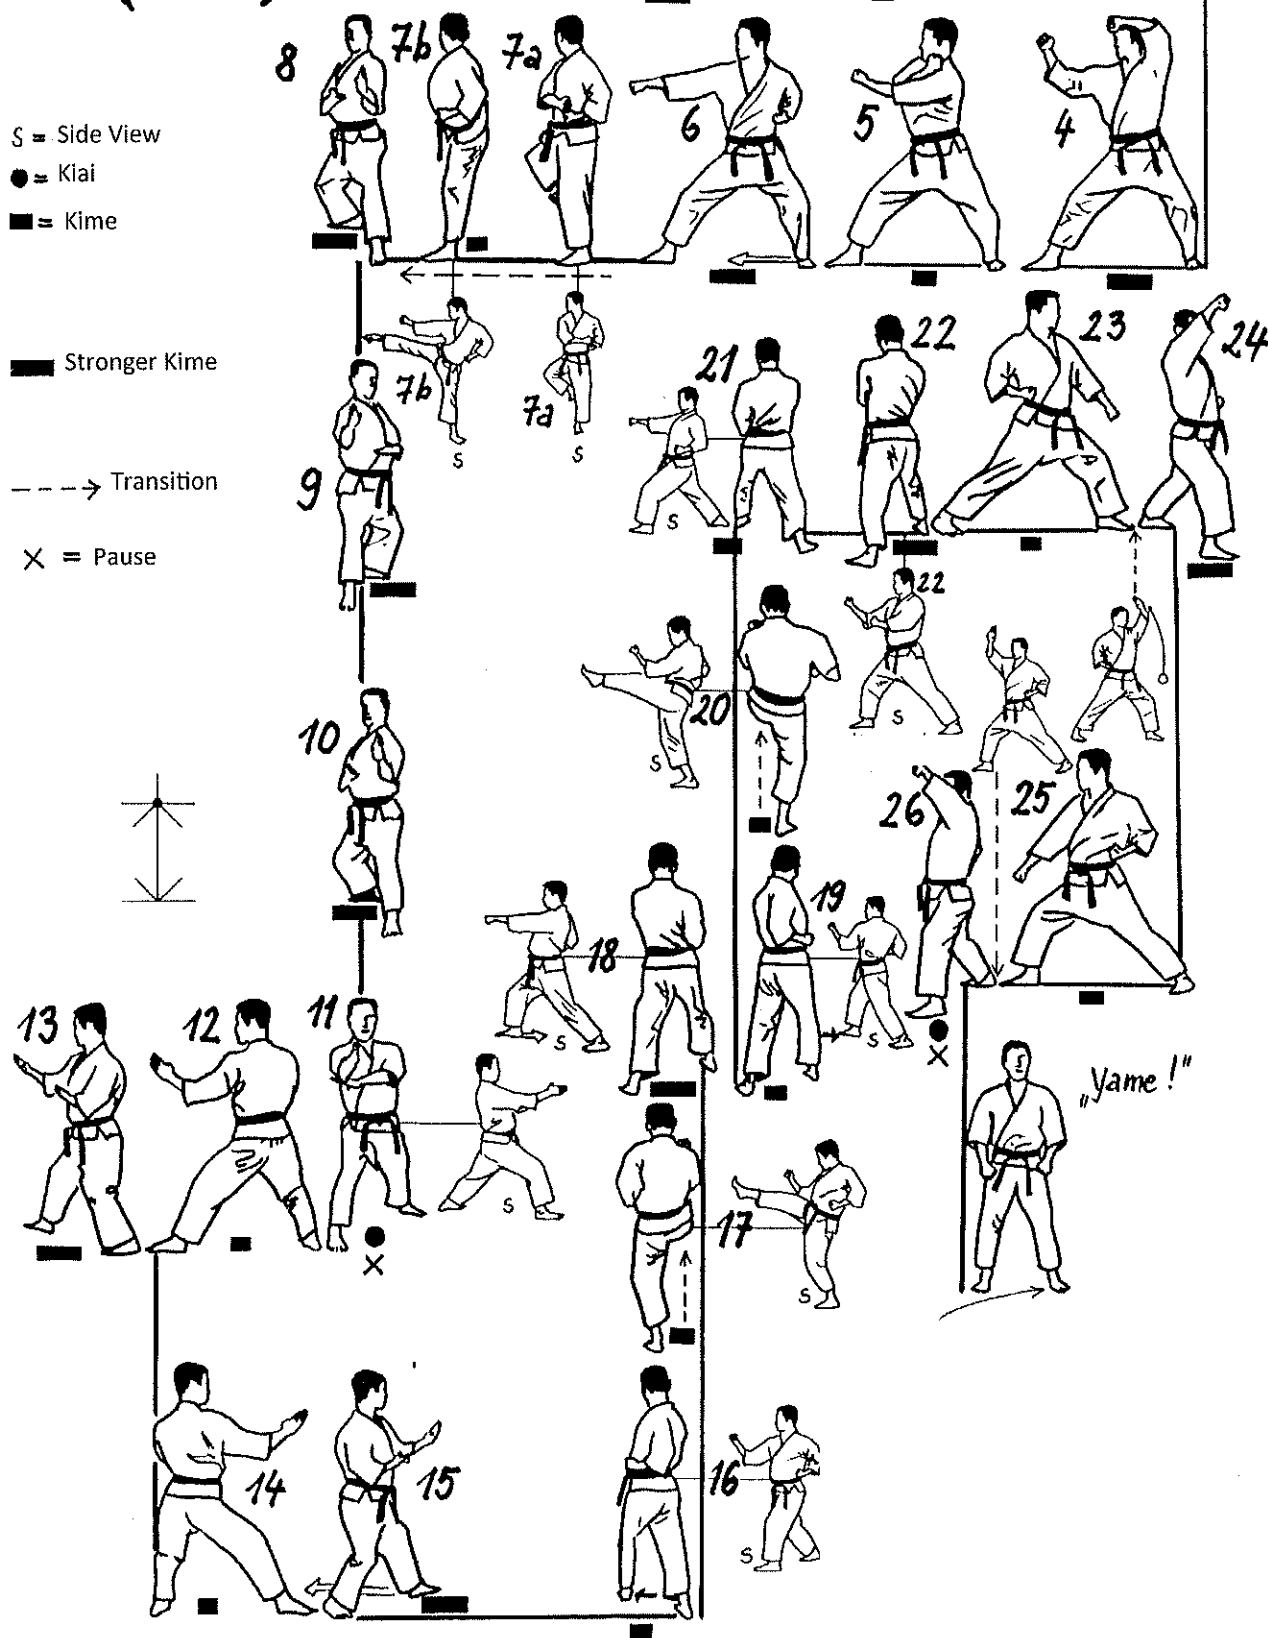 8 7b 7a 6 5 4
S = Side View
● = Kiai
■ = Kime
Stronger Kime
- - - → Transition
X = Pause
7b 7a
S S
21 22 23 24
9
S
22
10
20
S
S
26 25
19
18
S S
X
13 12 11
„Yame !"
S
X
17
S
14 15
16
S